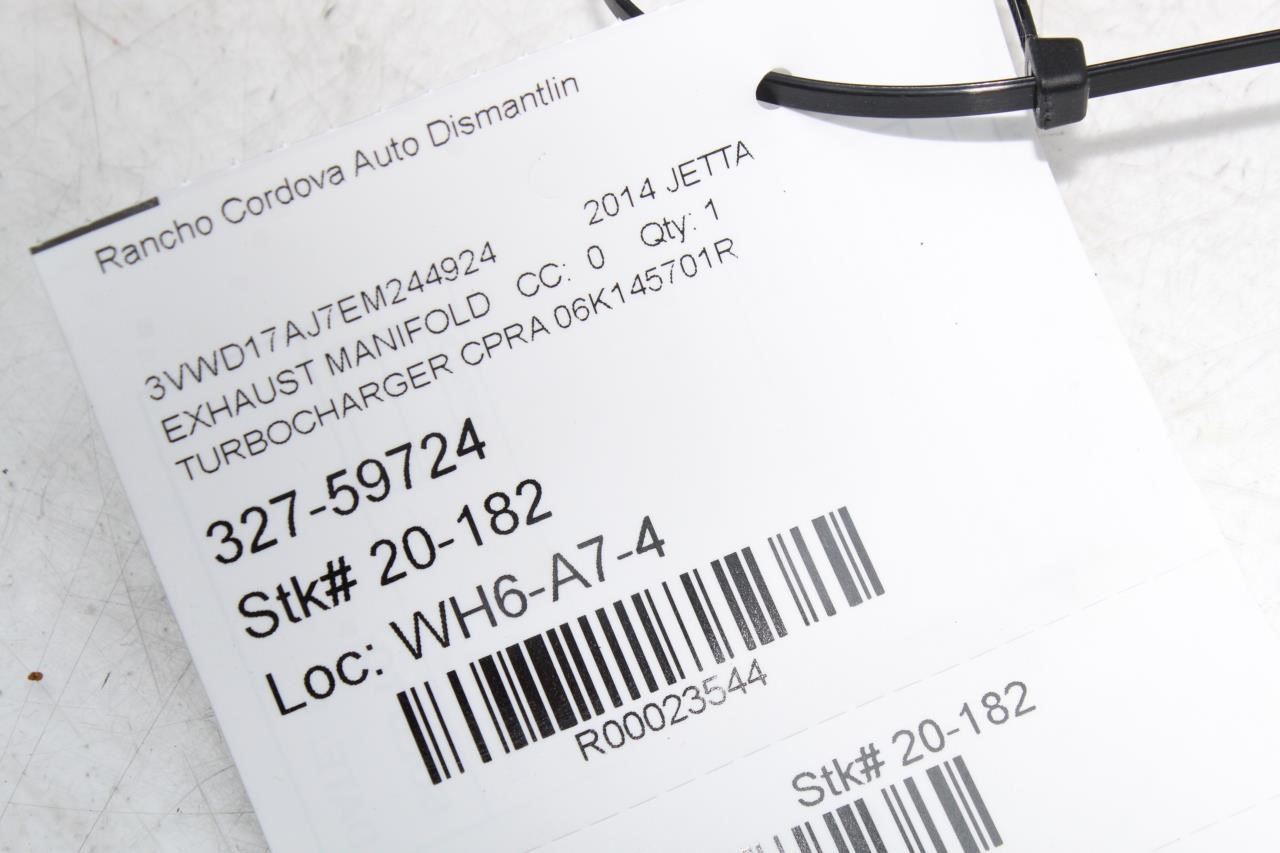 Rancho Cordova Auto Dismantlin
3VWD17AJ7EM244924 2014 JETTA
EXHAUST MANIFOLD CC: 0 Qty: 1
TURBOCHARGER CPRA 06K145701R
327-59724
Stk# 20-182
Loc: WH6-A7-4
R00023544
Stk# 20-182